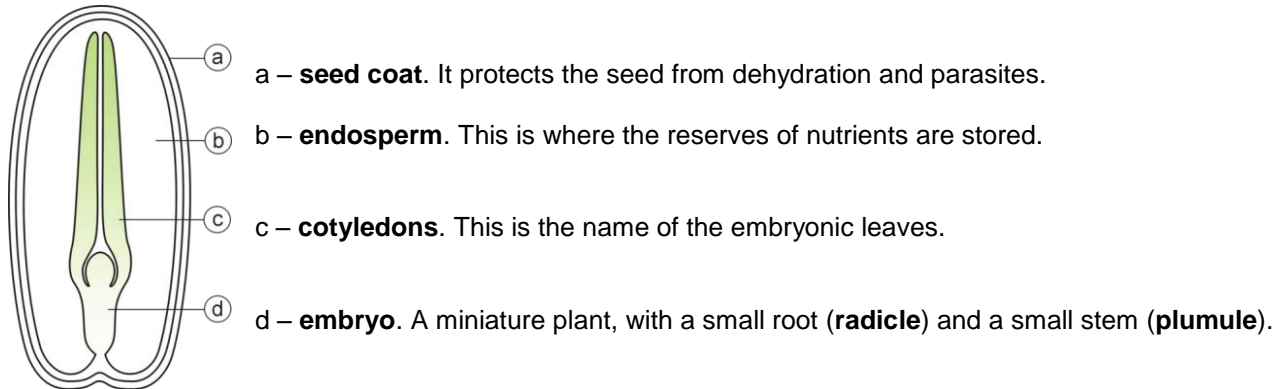 a
a – seed coat. It protects the seed from dehydration and parasites.
b
b – endosperm. This is where the reserves of nutrients are stored.
c
c – cotyledons. This is the name of the embryonic leaves.
d
d – embryo. A miniature plant, with a small root (radicle) and a small stem (plumule).